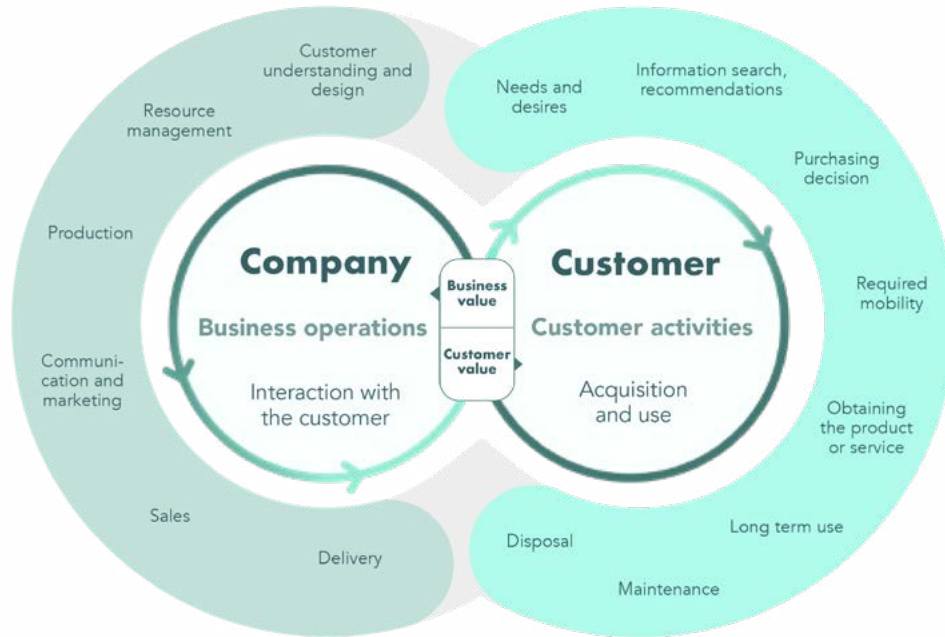 Customer
understanding and
design
Resource
management
Production
Communi-
cation and
marketing
Sales
Delivery
Company
Business operations
Interaction with
the customer
Business
value
Customer
value
Customer
Customer activities
Acquisition
and use
Needs and
desires
Information search,
recommendations
Purchasing
decision
Required
mobility
Obtaining
the product
or service
Long term use
Maintenance
Disposal